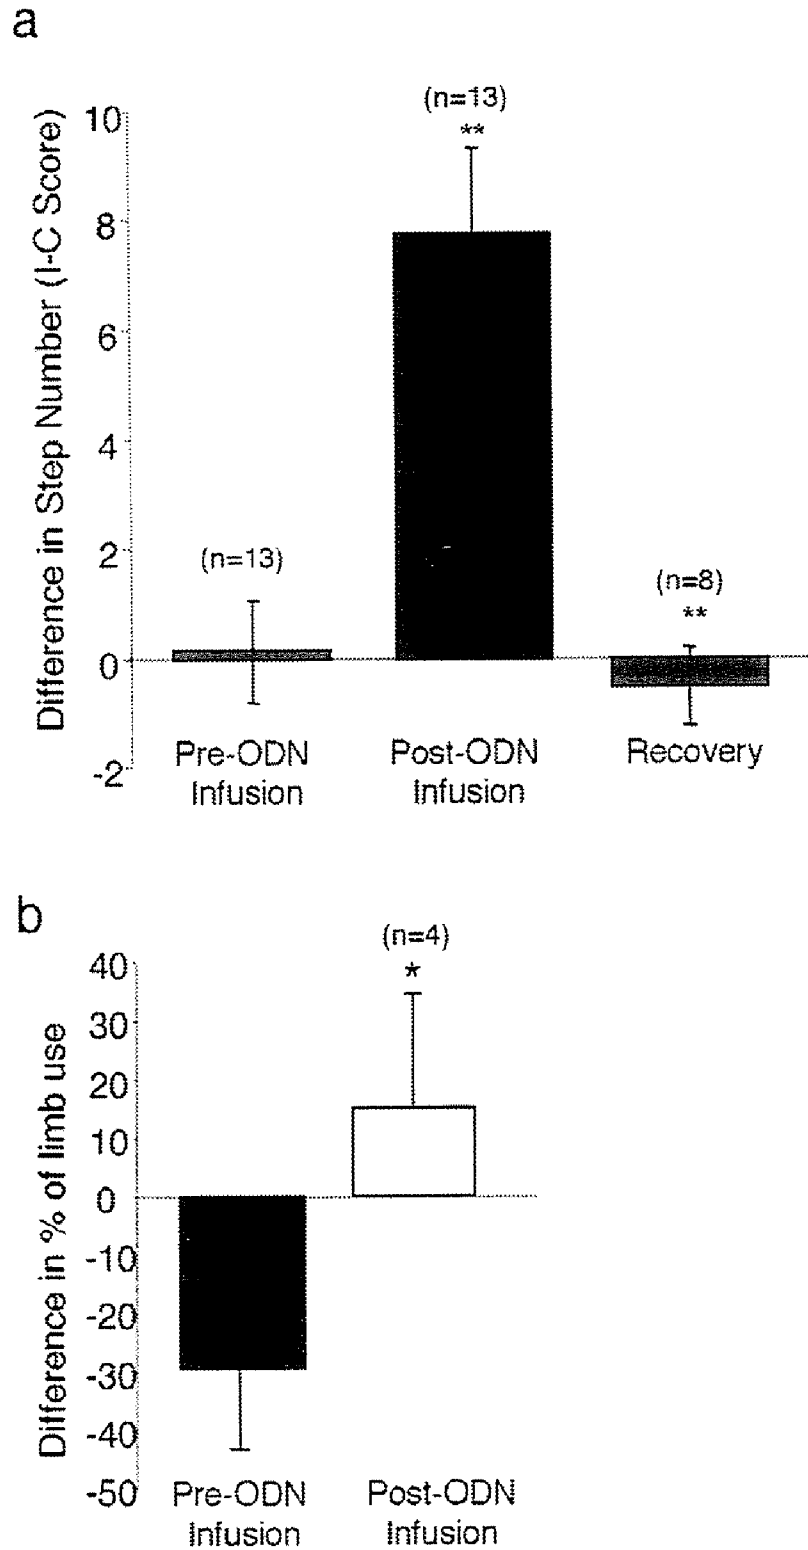 a
Difference in Step Number (I-C Score)
10
8
6
4
2
0
-2
(n=13)
(n=13)
**
(n=8)
**
Pre-ODN
Infusion
Post-ODN
Infusion
Recovery
b
Difference in % of limb use
40
30
20
10
0
-10
-20
-30
-40
-50
(n=4)
*
Pre-ODN
Infusion
Post-ODN
Infusion